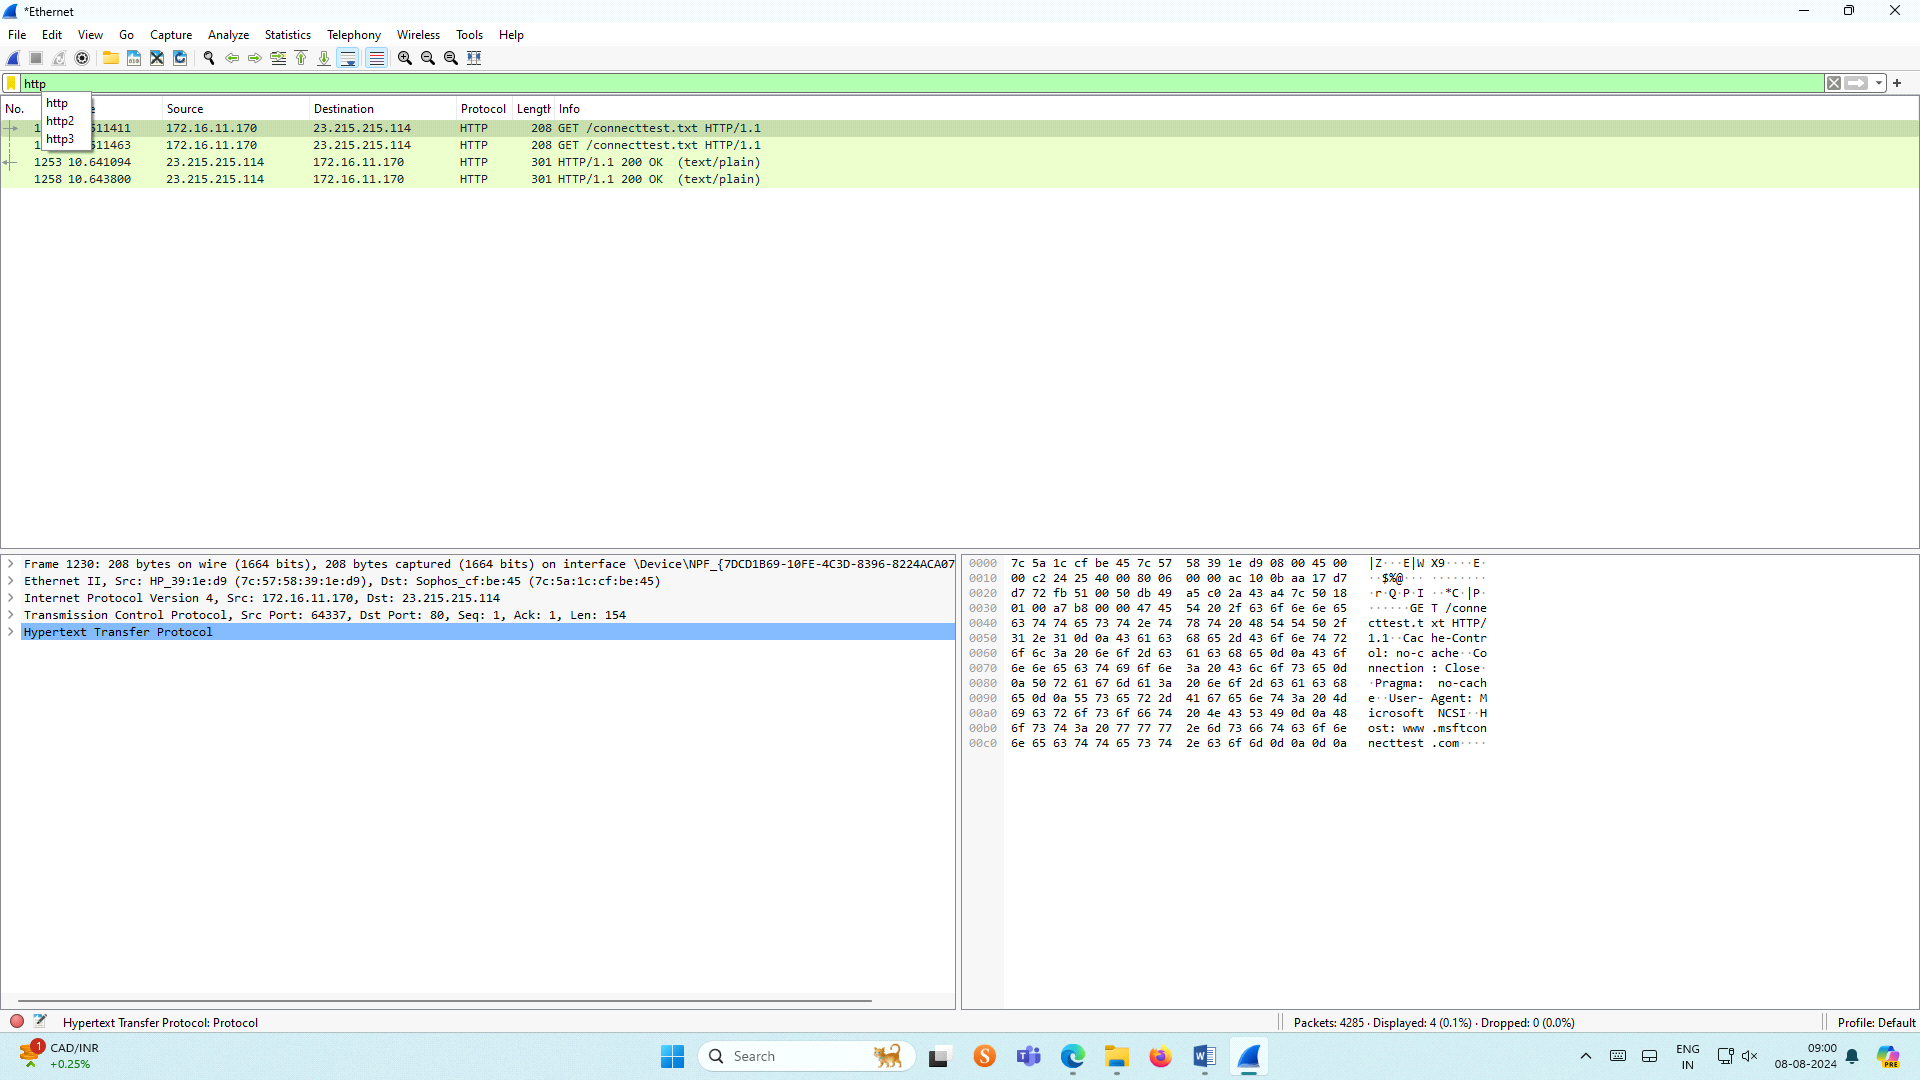 *Ethernet
File Edit View Go Capture Analyze Statistics Telephony Wireless Tools Help
http
http
http2
http3
No. Source Destination Protocol Length Info
511411 172.16.11.170 23.215.215.114 HTTP 208 GET /connecttest.txt HTTP/1.1
511463 172.16.11.170 23.215.215.114 HTTP 208 GET /connecttest.txt HTTP/1.1
1253 10.641094 23.215.215.114 172.16.11.170 HTTP 301 HTTP/1.1 200 OK (text/plain)
1258 10.643800 23.215.215.114 172.16.11.170 HTTP 301 HTTP/1.1 200 OK (text/plain)
Frame 1230: 208 bytes on wire (1664 bits), 208 bytes captured (1664 bits) on interface \Device\NPF_{7DCD1B69-10FE-4C3D-8396-8224ACA07
Ethernet II, Src: HP_39:1e:d9 (7c:57:58:39:1e:d9), Dst: Sophos_cf:be:45 (7c:5a:1c:cf:be:45)
Internet Protocol Version 4, Src: 172.16.11.170, Dst: 23.215.215.114
Transmission Control Protocol, Src Port: 64337, Dst Port: 80, Seq: 1, Ack: 1, Len: 154
Hypertext Transfer Protocol
0000 7c 5a 1c cf be 45 7c 57 58 39 1e d9 08 00 45 00 |Z···E|W X9····E·
0010 00 c2 24 25 40 00 80 06 00 00 ac 10 0b aa 17 d7 ··$%@··· ········
0020 d7 72 fb 51 00 50 db 49 a5 c0 2a 43 a4 7c 50 18 ·r·Q·P·I ··*C·|P·
0030 01 00 a7 b8 00 00 47 45 54 20 2f 63 6f 6e 6e 65 ······GE T /conne
0040 63 74 74 65 73 74 2e 74 78 74 20 48 54 54 50 2f cttest.t xt HTTP/
0050 31 2e 31 0d 0a 43 61 63 68 65 2d 43 6f 6e 74 72 1.1··Cac he-Contr
0060 6f 6c 3a 20 6e 6f 2d 63 61 63 68 65 0d 0a 43 6f ol: no-c ache··Co
0070 6e 6e 65 63 74 69 6f 6e 3a 20 43 6c 6f 73 65 0d nnection : Close·
0080 0a 50 72 61 67 6d 61 3a 20 6e 6f 2d 63 61 63 68 ·Pragma: no-cach
0090 65 0d 0a 55 73 65 72 2d 41 67 65 6e 74 3a 20 4d e··User- Agent: M
00a0 69 63 72 6f 73 6f 66 74 20 4e 43 53 49 0d 0a 48 icrosoft NCSI··H
00b0 6f 73 74 3a 20 77 77 77 2e 6d 73 66 74 63 6f 6e ost: www .msftcon
00c0 6e 65 63 74 74 65 73 74 2e 63 6f 6d 0d 0a 0d 0a necttest .com····
Hypertext Transfer Protocol: Protocol
Packets: 4285 · Displayed: 4 (0.1%) · Dropped: 0 (0.0%)
Profile: Default
1
CAD/INR
+0.25%
Search
ENG
IN
09:00
08-08-2024
PRE